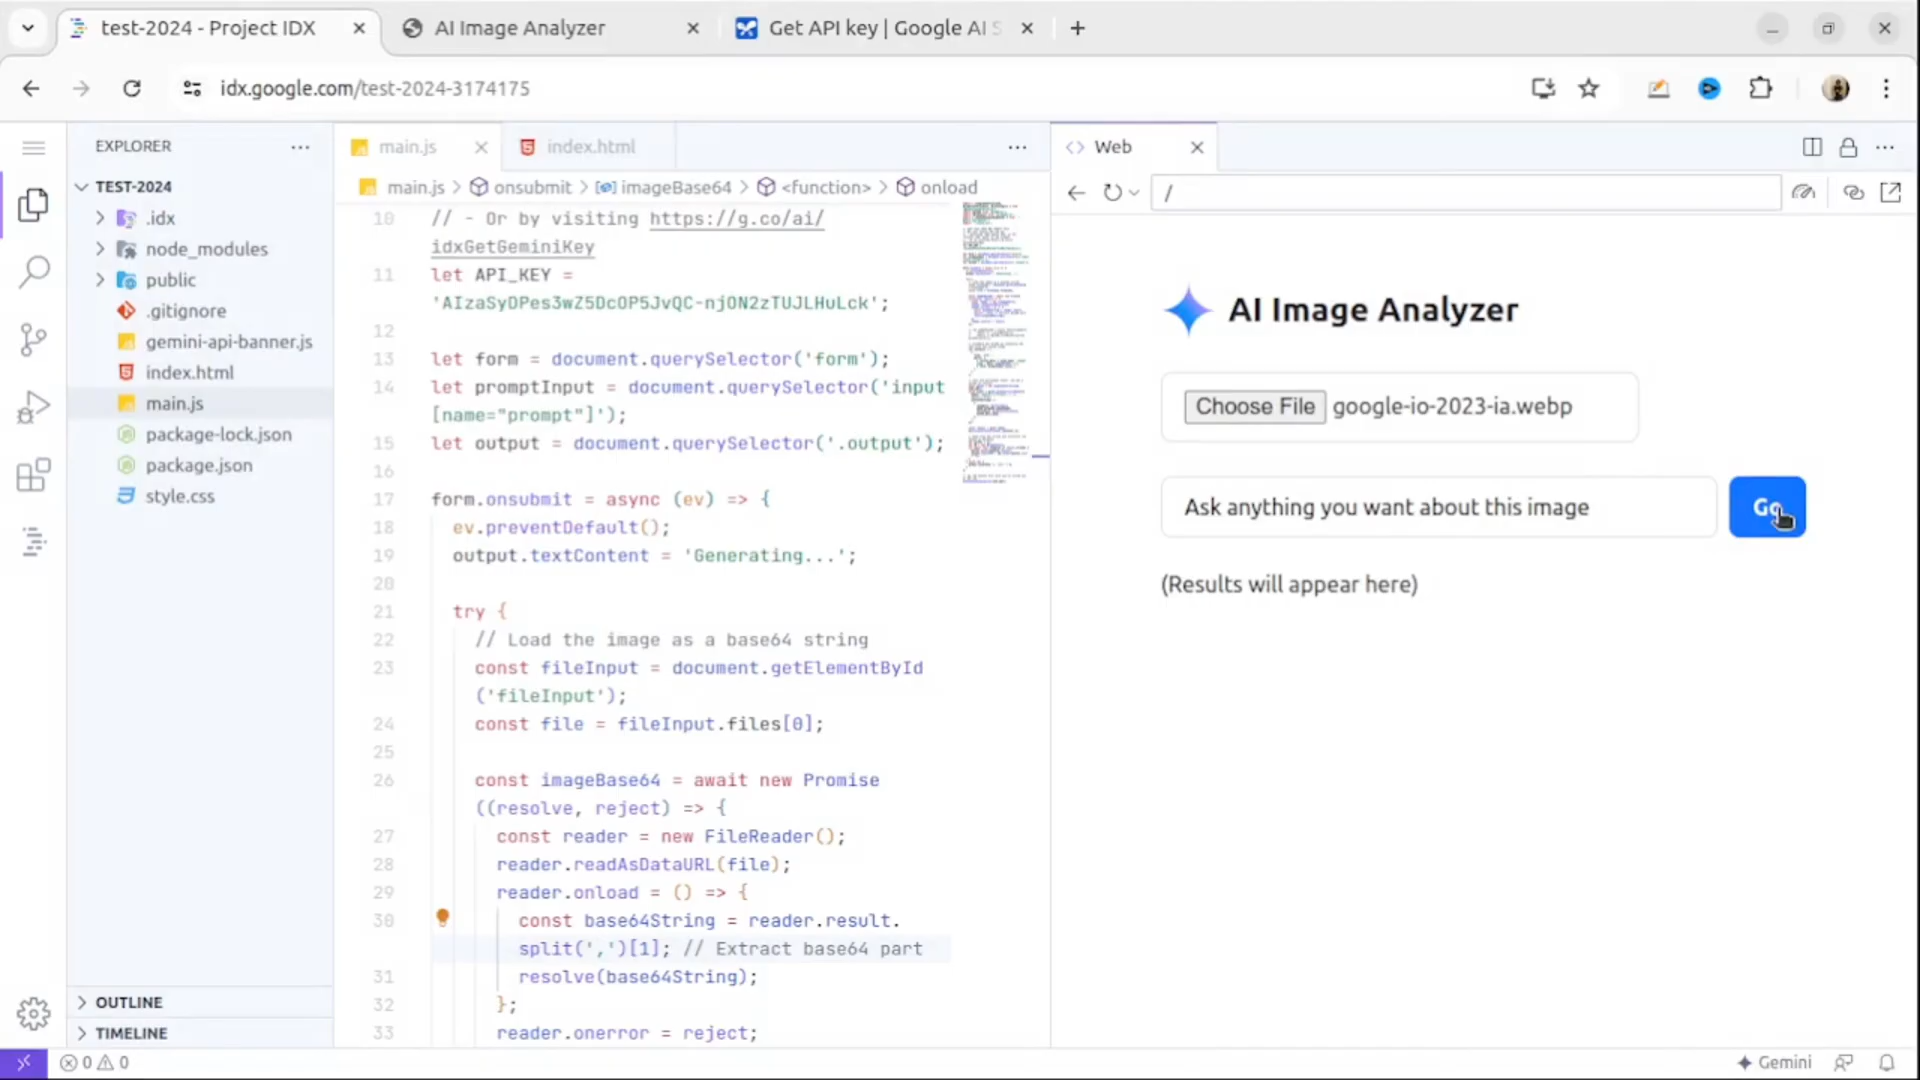 test-2024 - Project IDX
AI Image Analyzer
Get API key | Google AI S
idx.google.com/test-2024-3174175
EXPLORER
TEST-2024
.idx
node_modules
public
.gitignore
gemini-api-banner.js
index.html
main.js
package-lock.json
package.json
style.css
OUTLINE
TIMELINE
main.js
index.html
main.js > onsubmit > imageBase64 > <function> > onload
10 // - Or by visiting https://g.co/ai/
idxGetGeminiKey
11 let API_KEY =
'AIzaSyDPes3wZ5DcOP5JvQC-njON2zTUJLHuLck';
12
13 let form = document.querySelector('form');
14 let promptInput = document.querySelector('input
[name="prompt"]');
15 let output = document.querySelector('.output');
16
17 form.onsubmit = async (ev) => {
18 ev.preventDefault();
19 output.textContent = 'Generating...';
20
21 try {
22 // Load the image as a base64 string
23 const fileInput = document.getElementById
('fileInput');
24 const file = fileInput.files[0];
25
26 const imageBase64 = await new Promise
((resolve, reject) => {
27 const reader = new FileReader();
28 reader.readAsDataURL(file);
29 reader.onload = () => {
30 const base64String = reader.result.
split(',')[1]; // Extract base64 part
31 resolve(base64String);
32 };
33 reader.onerror = reject;
Web
/
AI Image Analyzer
Choose File google-io-2023-ia.webp
Ask anything you want about this image
Go
(Results will appear here)
0 0
Gemini